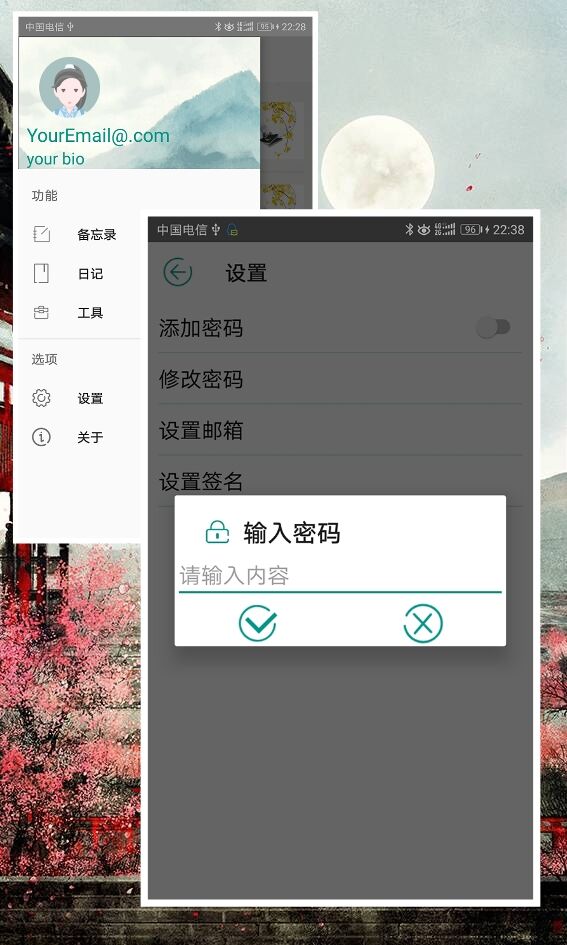 中国电信 95 22:28
YourEmail@.com
your bio
功能
备忘录
日记
工具
选项
设置
关于
中国电信 4G 2G 96 22:38
设置
添加密码
修改密码
设置邮箱
设置签名
输入密码
请输入内容